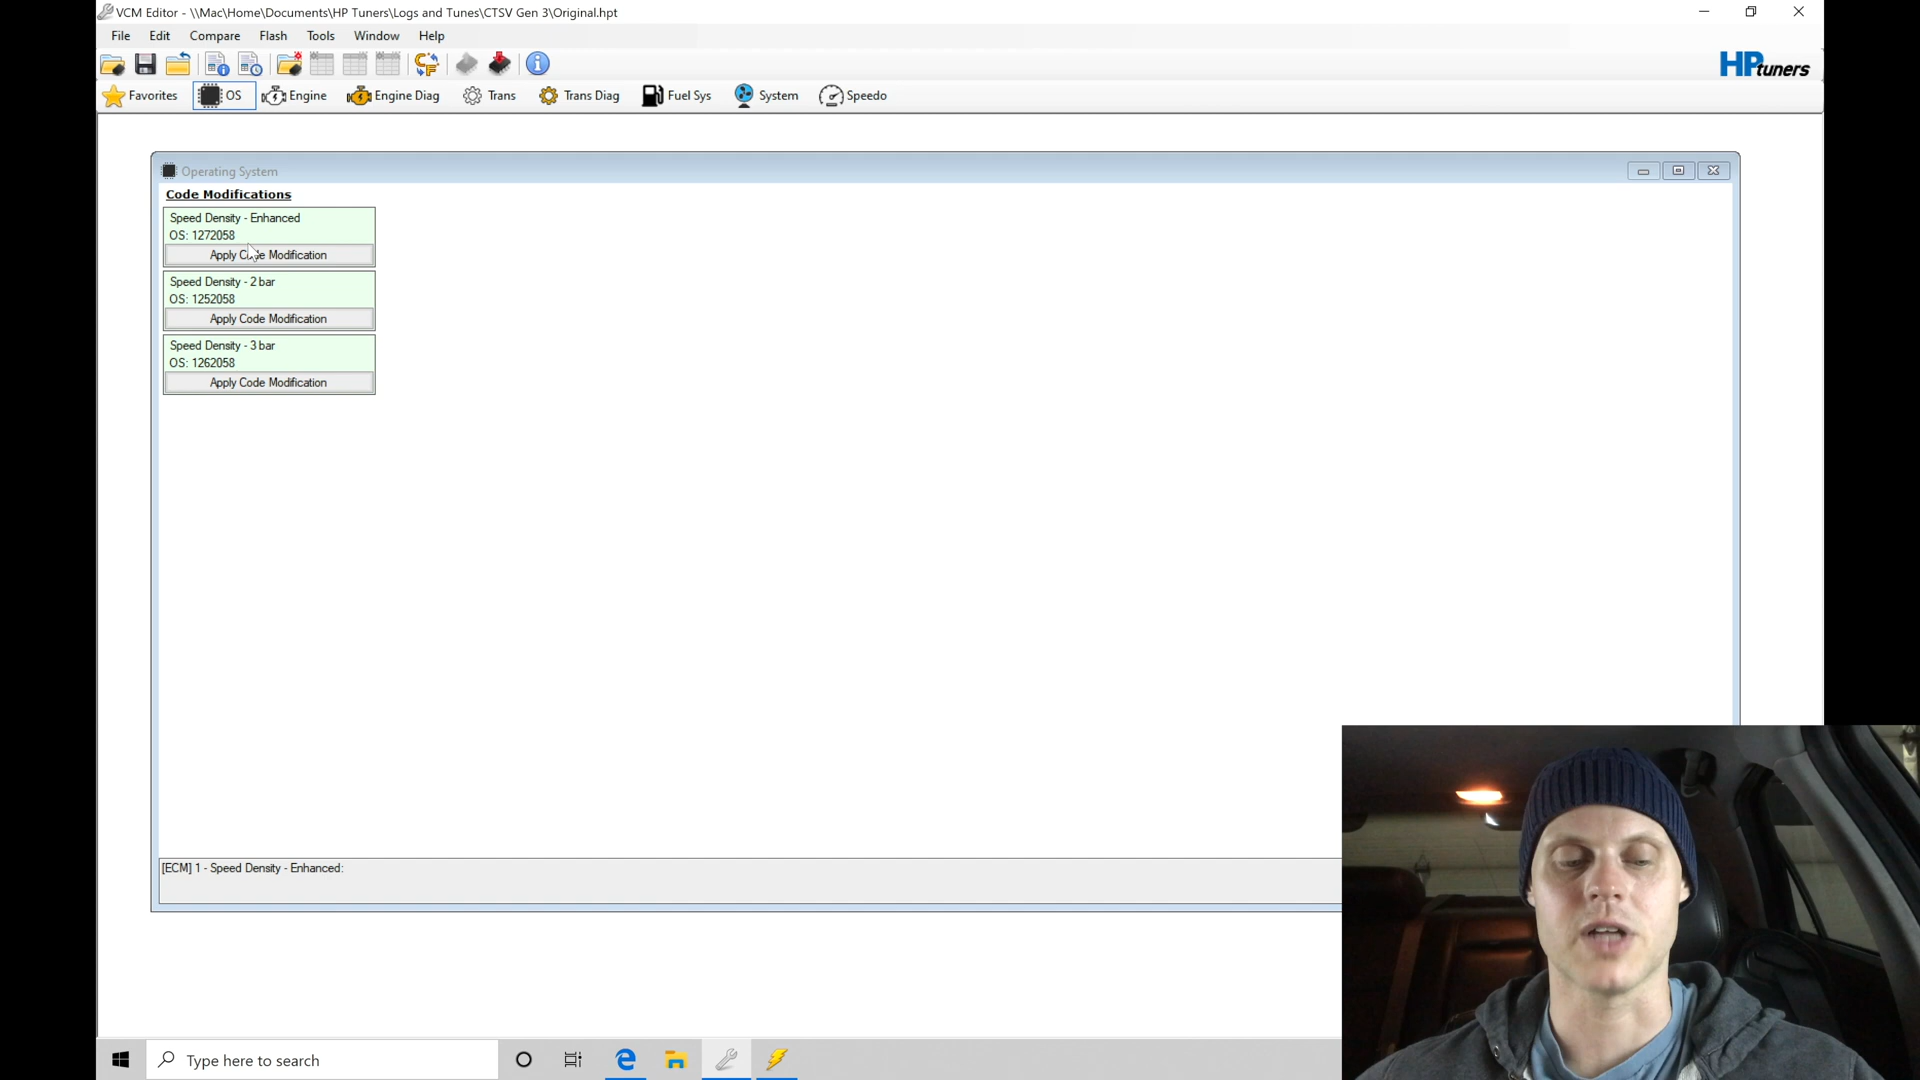 VCM Editor - \\Mac\Home\Documents\HP Tuners\Logs and Tunes\CTSV Gen 3\Original.hpt
File Edit Compare Flash Tools Window Help
HPtuners
Favorites OS Engine Engine Diag Trans Trans Diag Fuel Sys System Speedo
Operating System
Code Modifications
Speed Density - Enhanced
OS: 1272058
Apply Code Modification
Speed Density - 2 bar
OS: 1252058
Apply Code Modification
Speed Density - 3 bar
OS: 1262058
Apply Code Modification
[ECM] 1 - Speed Density - Enhanced:
Type here to search